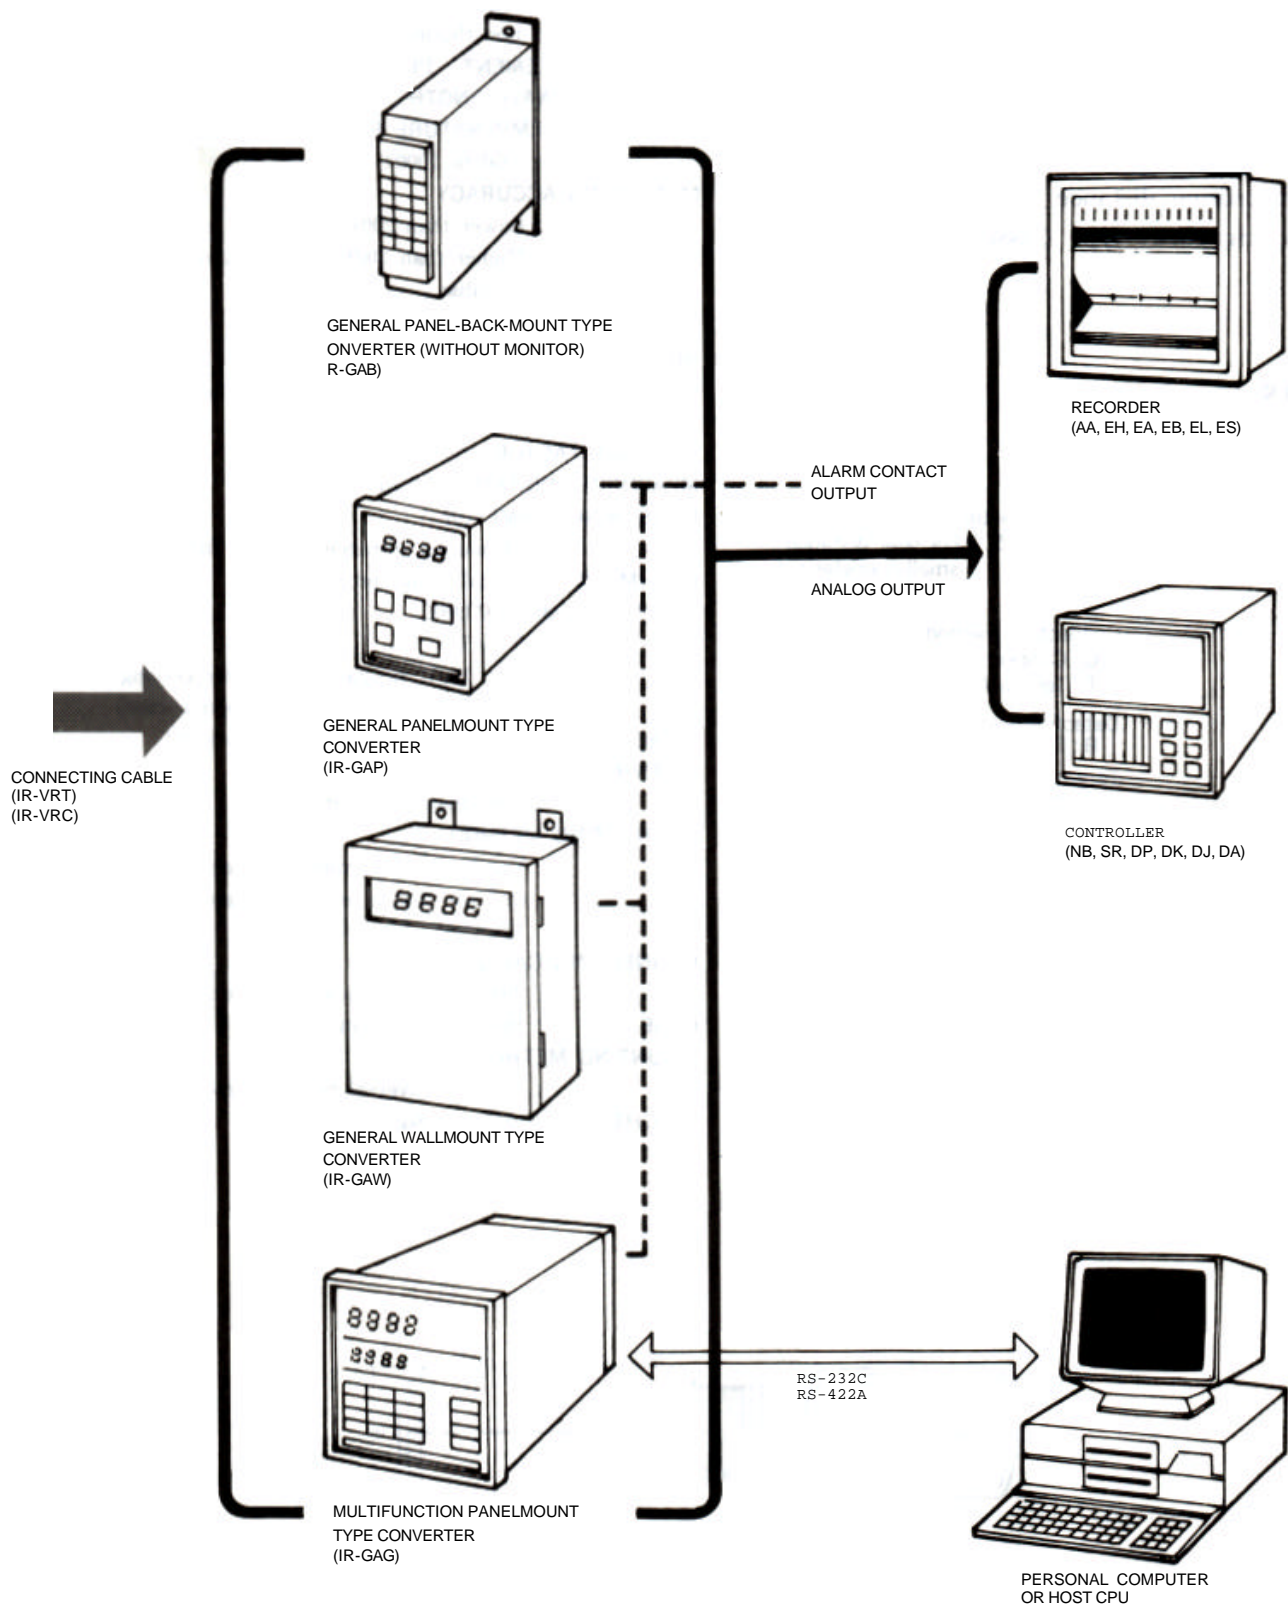 GENERAL PANEL-BACK-MOUNT TYPE
ONVERTER (WITHOUT MONITOR)
R-GAB)
RECORDER
(AA, EH, EA, EB, EL, ES)
ALARM CONTACT
OUTPUT
ANALOG OUTPUT
GENERAL PANELMOUNT TYPE
CONVERTER
(IR-GAP)
CONNECTING CABLE
(IR-VRT)
(IR-VRC)
CONTROLLER
(NB, SR, DP, DK, DJ, DA)
GENERAL WALLMOUNT TYPE
CONVERTER
(IR-GAW)
RS-232C
RS-422A
MULTIFUNCTION PANELMOUNT
TYPE CONVERTER
(IR-GAG)
PERSONAL COMPUTER
OR HOST CPU